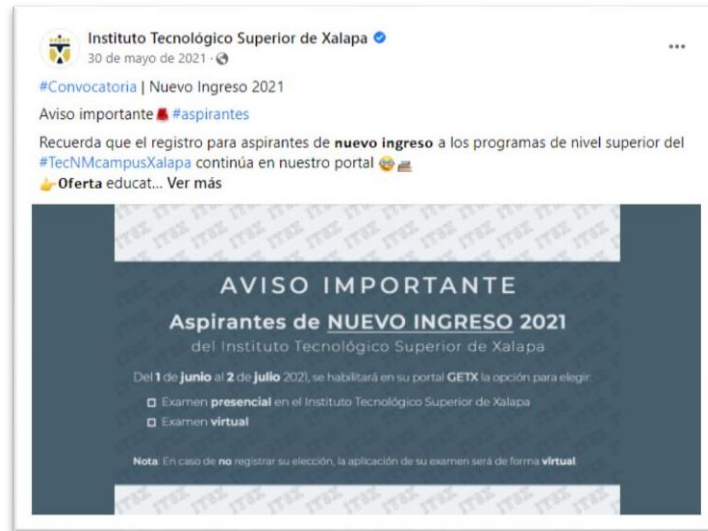 Instituto Tecnológico Superior de Xalapa
30 de mayo de 2021 ·
#Convocatoria | Nuevo Ingreso 2021
Aviso importante #aspirantes
Recuerda que el registro para aspirantes de nuevo ingreso a los programas de nivel superior del
#TecNMcampusXalapa continúa en nuestro portal
Oferta educat... Ver más
AVISO IMPORTANTE
Aspirantes de NUEVO INGRESO 2021
del Instituto Tecnológico Superior de Xalapa
Del 1 de junio al 2 de julio 2021, se habilitará en su portal GETX la opción para elegir:
Examen presencial en el Instituto Tecnológico Superior de Xalapa
Examen virtual
Nota: En caso de no registrar su elección, la aplicación de su examen será de forma virtual